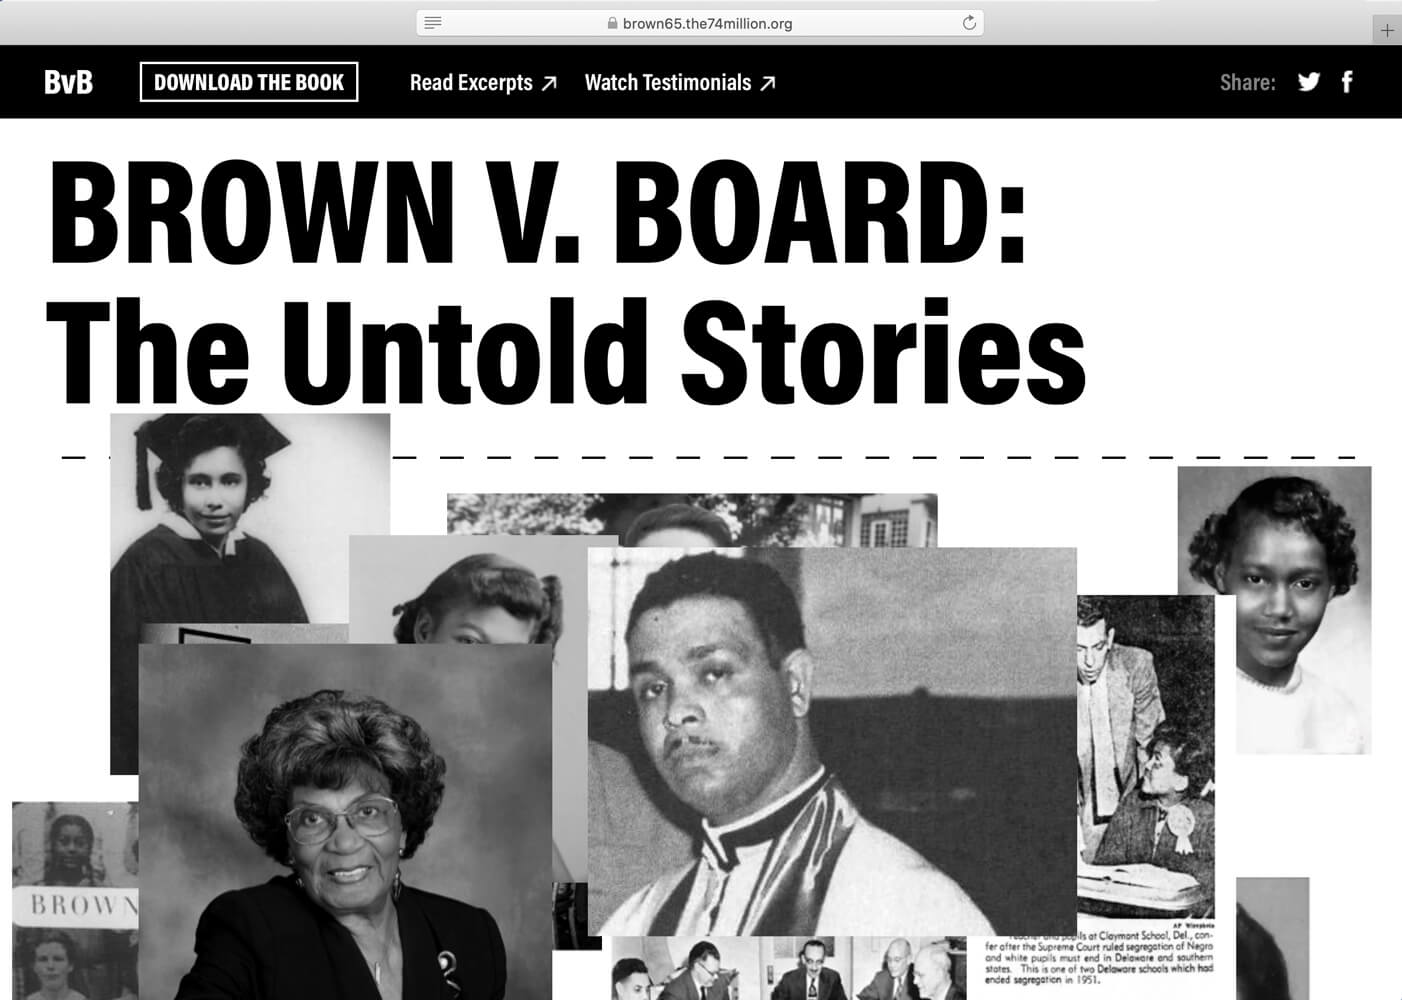 brown65.the74million.org
BvB
DOWNLOAD THE BOOK
Read Excerpts
Watch Testimonials
Share:
BROWN V. BOARD:
The Untold Stories
BROWN
AP Wirephoto
Teacher and pupils at Claymont School, Del., con-
fer after the Supreme Court ruled segregation of Negro
and white pupils must end in Delaware and southern
states. This is one of two Delaware schools which had
ended segregation in 1951.